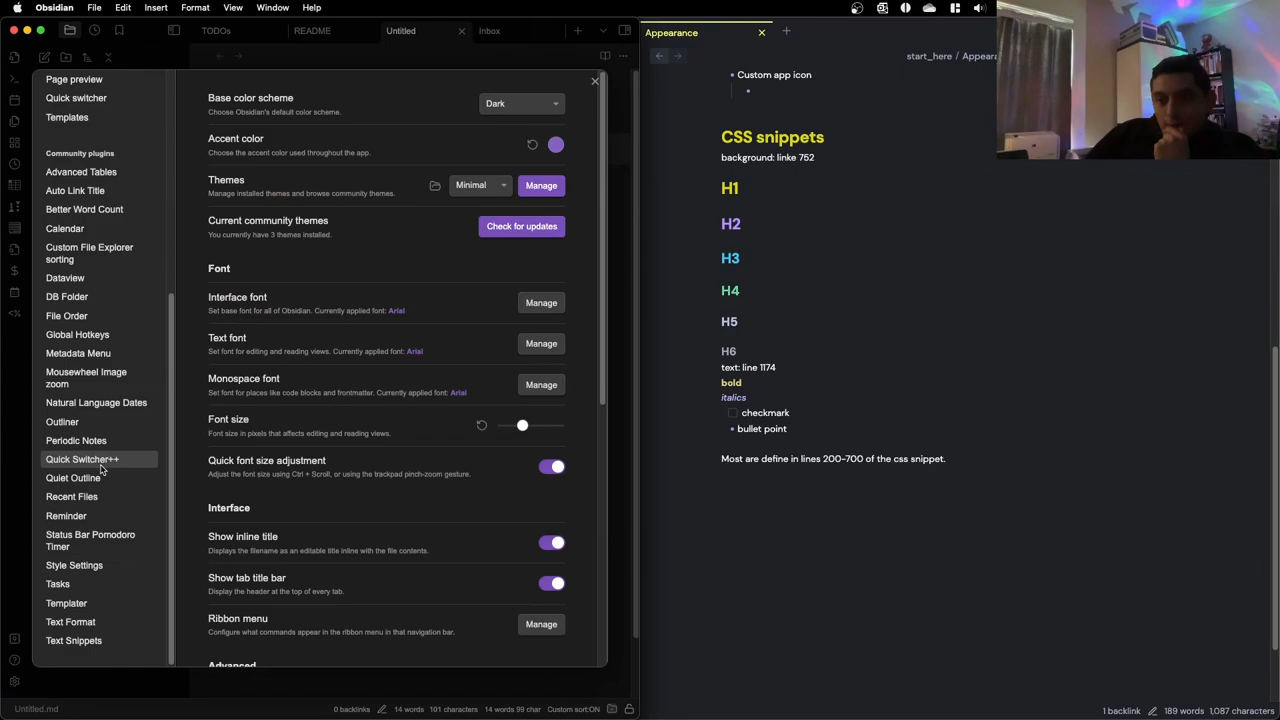 Obsidian File Edit Insert Format View Window Help
TODOs README Untitled Inbox
Page preview
Quick switcher
Templates
Community plugins
Advanced Tables
Auto Link Title
Better Word Count
Calendar
Custom File Explorer
sorting
Dataview
DB Folder
File Order
Global Hotkeys
Metadata Menu
Mousewheel Image
zoom
Natural Language Dates
Outliner
Periodic Notes
Quick Switcher++
Quiet Outline
Recent Files
Reminder
Status Bar Pomodoro
Timer
Style Settings
Tasks
Templater
Text Format
Text Snippets
Base color scheme
Choose Obsidian's default color scheme.
Dark
Accent color
Choose the accent color used throughout the app.
Themes
Manage installed themes and browse community themes.
Minimal
Manage
Current community themes
You currently have 3 themes installed.
Check for updates
Font
Interface font
Set base font for all of Obsidian. Currently applied font: Arial
Manage
Text font
Set font for editing and reading views. Currently applied font: Arial
Manage
Monospace font
Set font for places like code blocks and frontmatter. Currently applied font: Arial
Manage
Font size
Font size in pixels that affects editing and reading views.
Quick font size adjustment
Adjust the font size using Ctrl + Scroll, or using the trackpad pinch-zoom gesture.
Interface
Show inline title
Displays the filename as an editable title inline with the file contents.
Show tab title bar
Display the header at the top of every tab.
Ribbon menu
Configure what commands appear in the ribbon menu in that navigation bar.
Manage
Advanced
Untitled.md
0 backlinks 14 words 101 characters 14 words 99 char Custom sort:ON
Appearance
start_here / Appea
Custom app icon
CSS snippets
background: linke 752
H1
H2
H3
H4
H5
H6
text: line 1174
bold
italics
checkmark
bullet point
Most are define in lines 200-700 of the css snippet.
1 backlink 189 words 1,087 characters